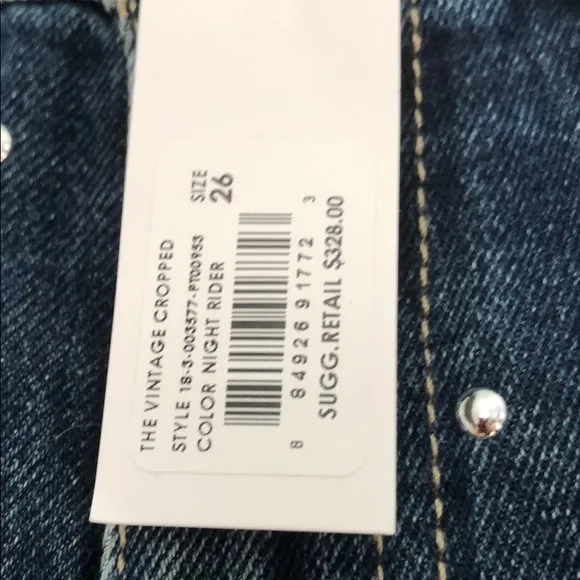 THE VINTAGE CROPPED
STYLE 18-3-003577-PT00953
COLOR NIGHT RIDER
SIZE
26
8 84926 91772 3
SUGG.RETAIL $328.00